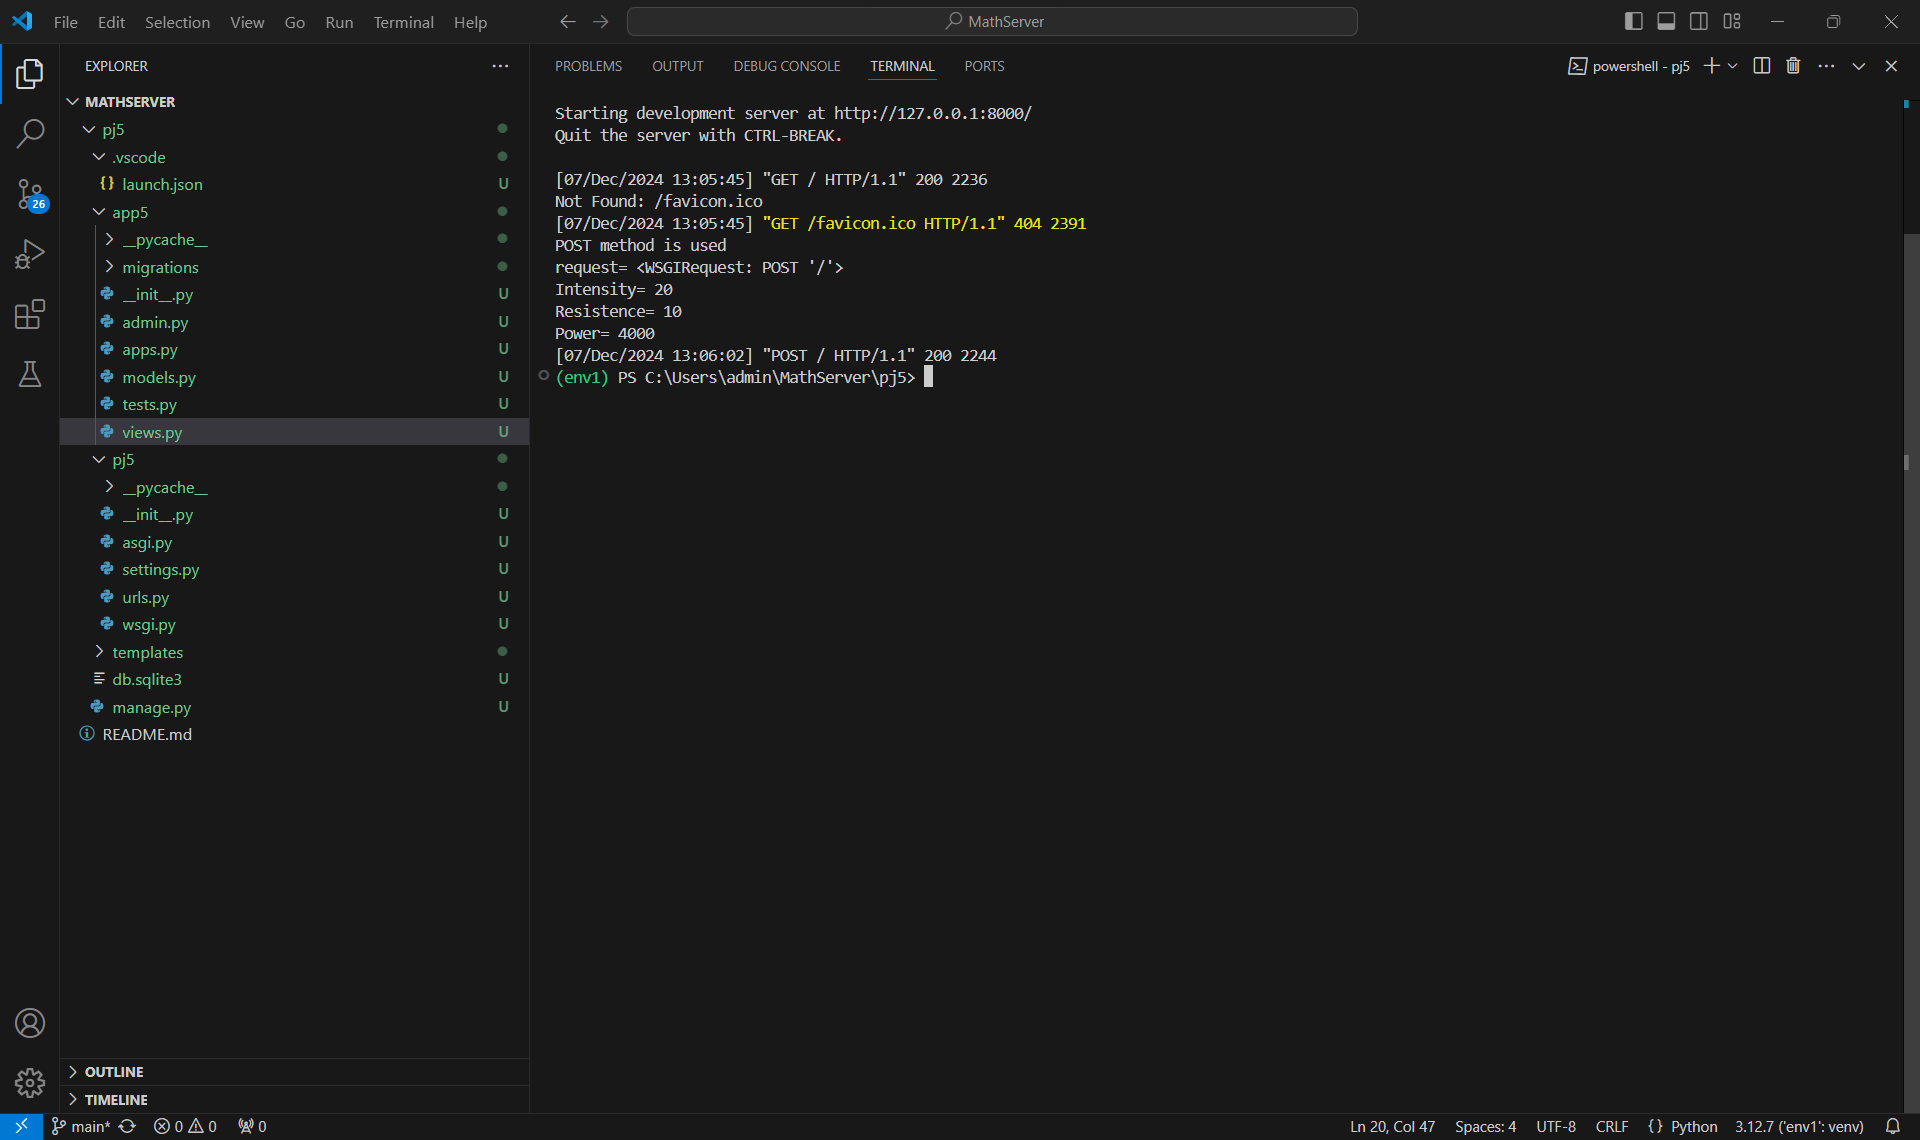 File Edit Selection View Go Run Terminal Help
MathServer
EXPLORER
MATHSERVER
pj5
.vscode
{} launch.json U
app5
__pycache__
migrations
__init__.py U
admin.py U
apps.py U
models.py U
tests.py U
views.py U
pj5
__pycache__
__init__.py U
asgi.py U
settings.py U
urls.py U
wsgi.py U
templates
db.sqlite3 U
manage.py U
README.md
OUTLINE
TIMELINE
26
PROBLEMS OUTPUT DEBUG CONSOLE TERMINAL PORTS
powershell - pj5
Starting development server at http://127.0.0.1:8000/
Quit the server with CTRL-BREAK.
[07/Dec/2024 13:05:45] "GET / HTTP/1.1" 200 2236
Not Found: /favicon.ico
[07/Dec/2024 13:05:45] "GET /favicon.ico HTTP/1.1" 404 2391
POST method is used
request= <WSGIRequest: POST '/'>
Intensity= 20
Resistence= 10
Power= 4000
[07/Dec/2024 13:06:02] "POST / HTTP/1.1" 200 2244
(env1) PS C:\Users\admin\MathServer\pj5>
main* 0 0 0
Ln 20, Col 47 Spaces: 4 UTF-8 CRLF {} Python 3.12.7 ('env1': venv)